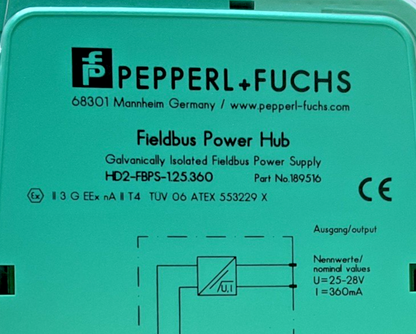 PEPPERL+FUCHS
68301 Mannheim Germany / www.pepperl-fuchs.com
Fieldbus Power Hub
Galvanically Isolated Fieldbus Power Supply
HD2-FBPS-1.25.360 Part No.189516
CE
Ex II 3 G EEx nA II T4 TÜV 06 ATEX 553229 X
Ausgang/output
Nennwerte/
nominal values
U=25-28V
I=360mA
U, I